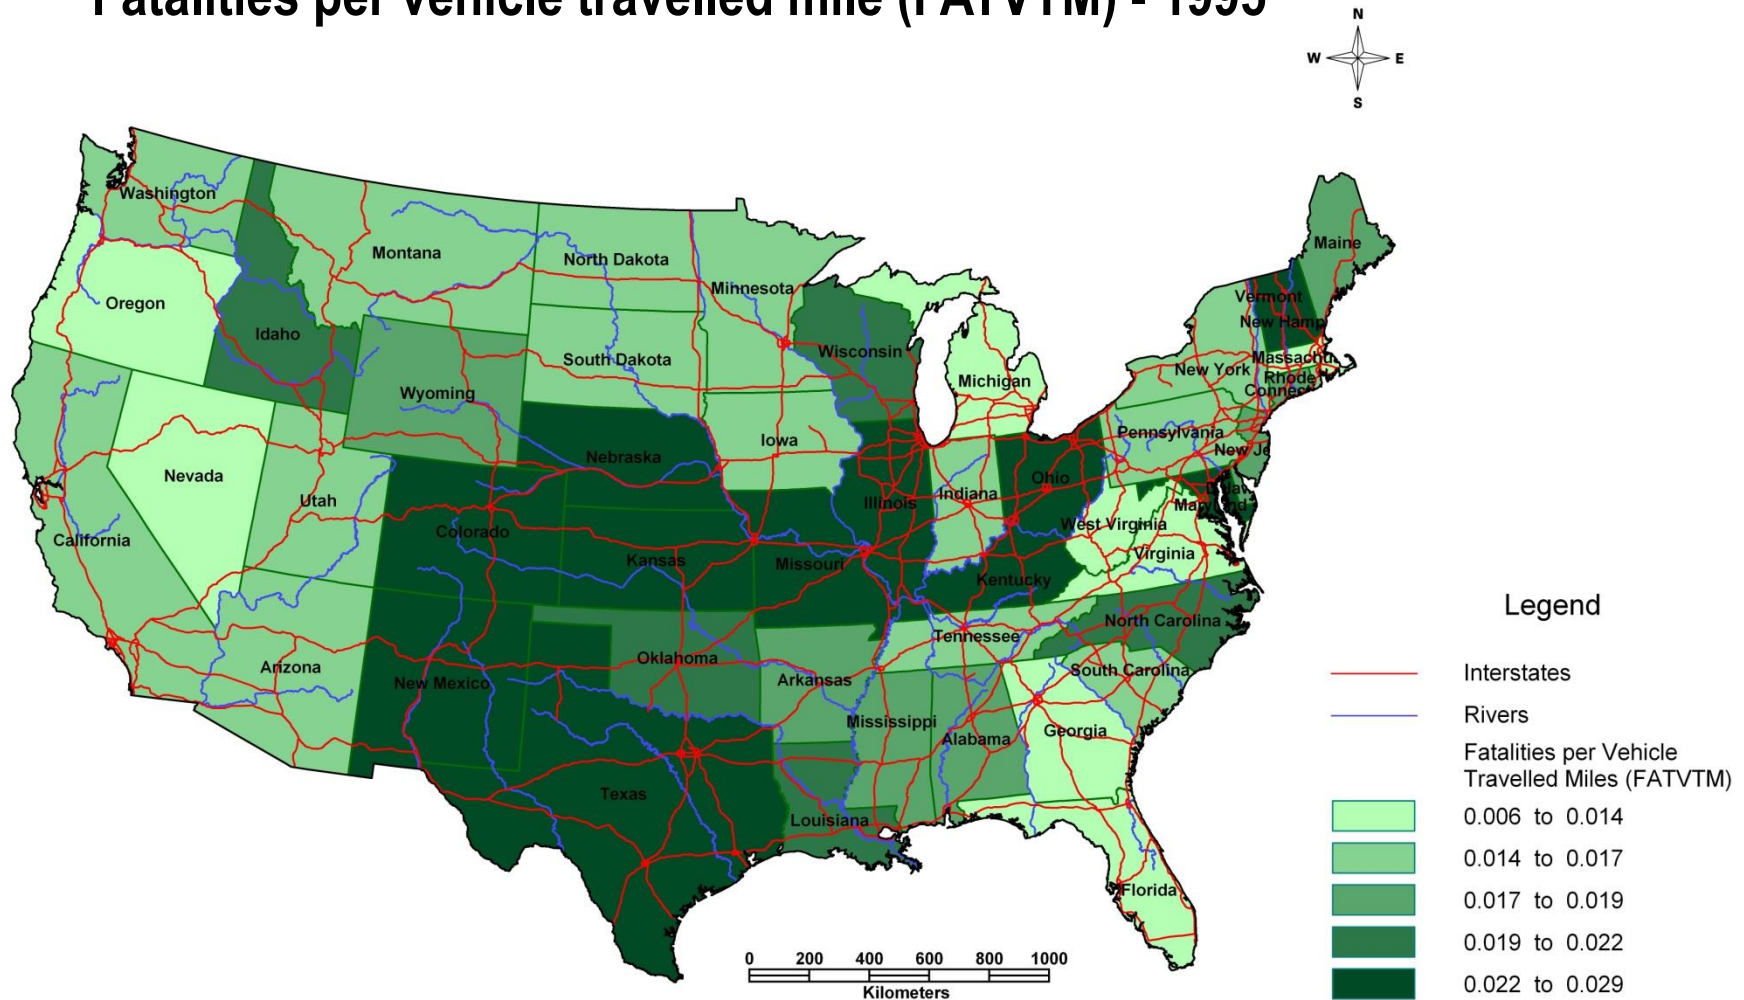 Fatalities per vehicle travelled mile (FATVTM) - 1995
N
W E
S
Washington
Montana
North Dakota
Minnesota
Maine
Oregon
Idaho
Vermont
New Hamp
Wisconsin
South Dakota
Wyoming
Michigan
New York
Massachu
Rhode
Connec
Iowa
Pennsylvania
Nebraska
New Je
Nevada
Utah
Illinois
Indiana
Ohio
Maryland
California
Colorado
Kansas
Missouri
West Virginia
Virginia
Kentucky
Arizona
New Mexico
Oklahoma
Tennessee
North Carolina
Arkansas
South Carolina
Mississippi
Alabama
Georgia
Texas
Louisiana
Florida
Legend
Interstates
Rivers
Fatalities per Vehicle
Travelled Miles (FATVTM)
0.006 to 0.014
0.014 to 0.017
0.017 to 0.019
0.019 to 0.022
0.022 to 0.029
0 200 400 600 800 1000
Kilometers